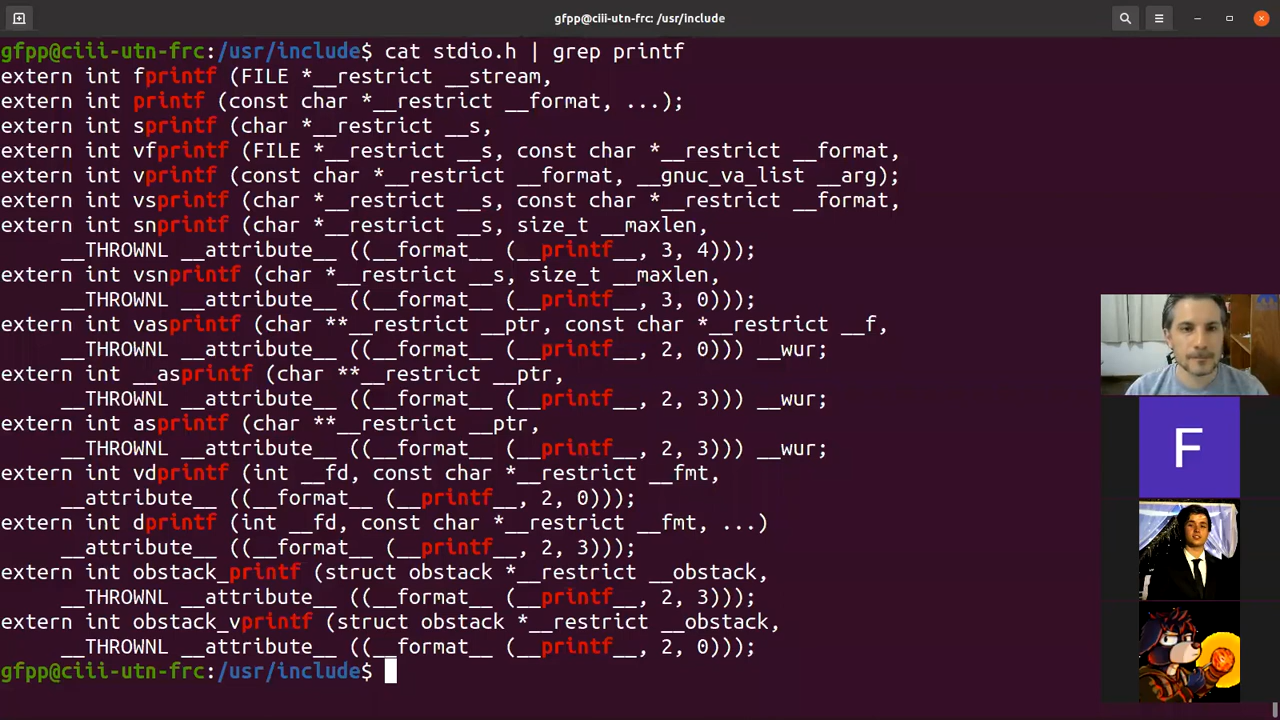 gfpp@ciii-utn-frc: /usr/include
gfpp@ciii-utn-frc:/usr/include$ cat stdio.h | grep printf
extern int fprintf (FILE *__restrict __stream,
extern int printf (const char *__restrict __format, ...);
extern int sprintf (char *__restrict __s,
extern int vfprintf (FILE *__restrict __s, const char *__restrict __format,
extern int vprintf (const char *__restrict __format, __gnuc_va_list __arg);
extern int vsprintf (char *__restrict __s, const char *__restrict __format,
extern int snprintf (char *__restrict __s, size_t __maxlen,
     __THROWNL __attribute__ ((__format__ (__printf__, 3, 4)));
extern int vsnprintf (char *__restrict __s, size_t __maxlen,
     __THROWNL __attribute__ ((__format__ (__printf__, 3, 0)));
extern int vasprintf (char **__restrict __ptr, const char *__restrict __f,
     __THROWNL __attribute__ ((__format__ (__printf__, 2, 0))) __wur;
extern int __asprintf (char **__restrict __ptr,
     __THROWNL __attribute__ ((__format__ (__printf__, 2, 3))) __wur;
extern int asprintf (char **__restrict __ptr,
     __THROWNL __attribute__ ((__format__ (__printf__, 2, 3))) __wur;
extern int vdprintf (int __fd, const char *__restrict __fmt,
     __attribute__ ((__format__ (__printf__, 2, 0)));
extern int dprintf (int __fd, const char *__restrict __fmt, ...)
     __attribute__ ((__format__ (__printf__, 2, 3)));
extern int obstack_printf (struct obstack *__restrict __obstack,
     __THROWNL __attribute__ ((__format__ (__printf__, 2, 3)));
extern int obstack_vprintf (struct obstack *__restrict __obstack,
     __THROWNL __attribute__ ((__format__ (__printf__, 2, 0)));
gfpp@ciii-utn-frc:/usr/include$
F